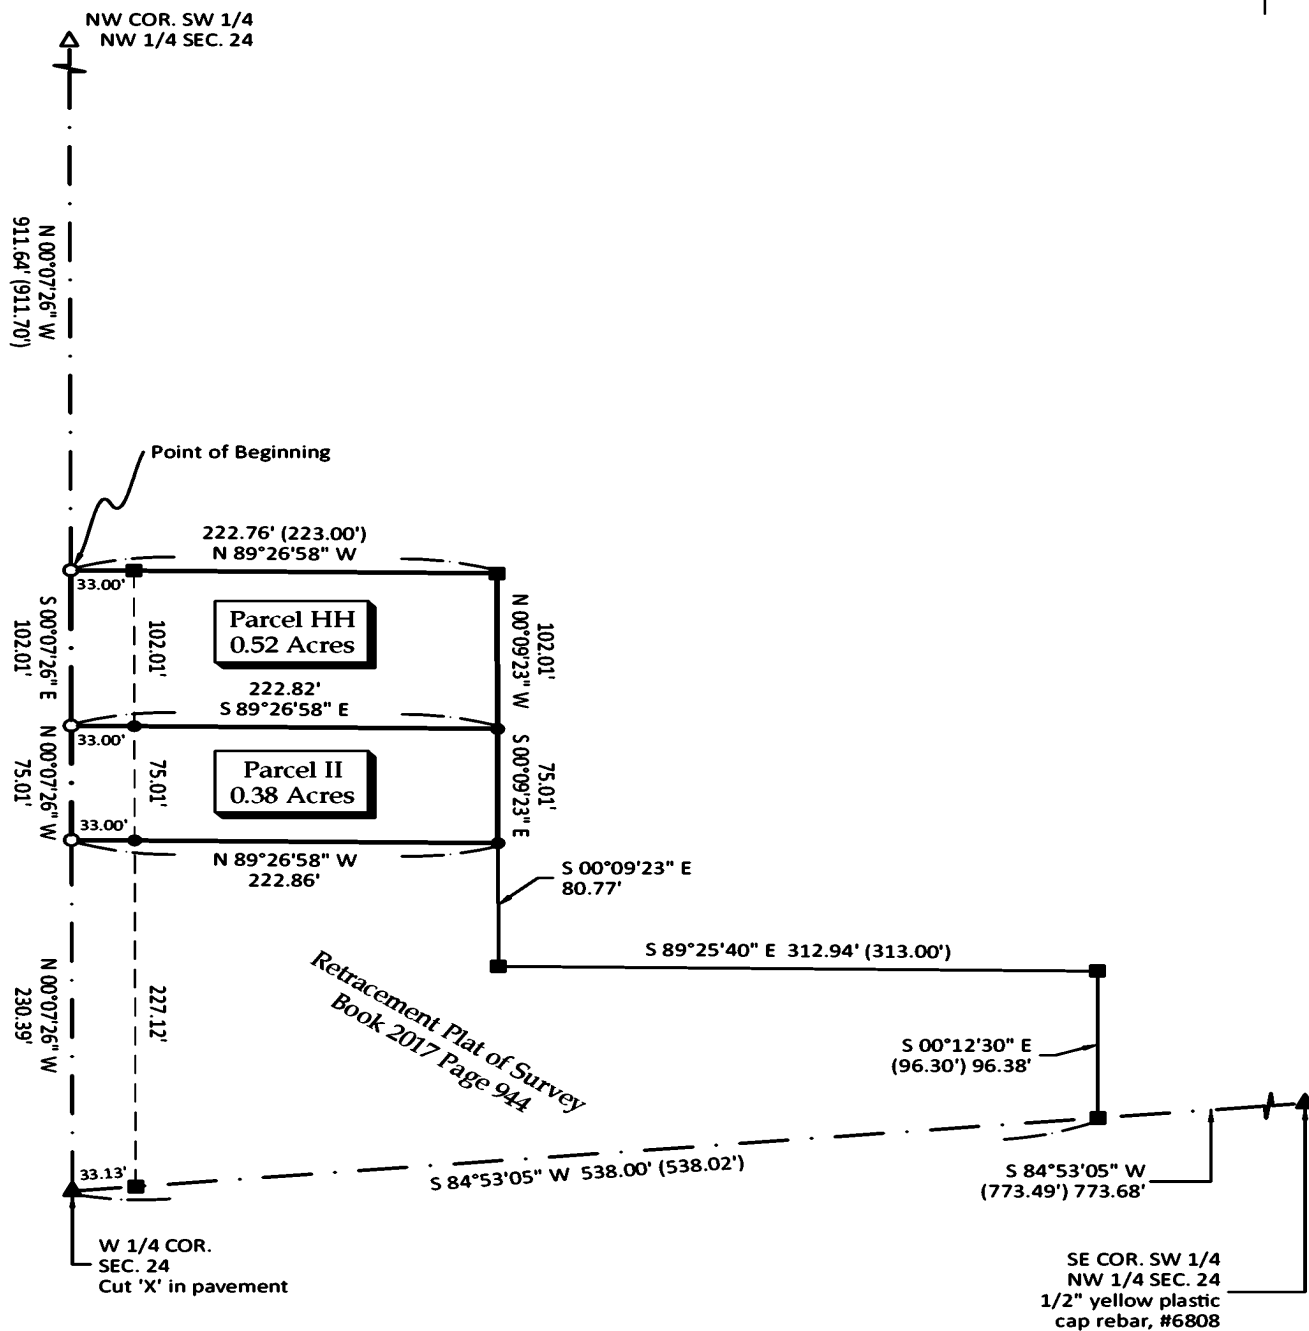 NW COR. SW 1/4
NW 1/4 SEC. 24
N 00°07'26" W
911.64' (911.70')
Point of Beginning
222.76' (223.00')
N 89°26'58" W
33.00'
S 00°07'26" E
102.01'
102.01'
Parcel HH
0.52 Acres
N 00°09'23" W
102.01'
222.82'
S 89°26'58" E
33.00'
N 00°07'26" W
75.01'
75.01'
Parcel II
0.38 Acres
S 00°09'23" E
75.01'
33.00'
N 89°26'58" W
222.86'
S 00°09'23" E
80.77'
S 89°25'40" E 312.94' (313.00')
N 00°07'26" W
230.39'
227.12'
Retracement Plat of Survey
Book 2017 Page 944
S 00°12'30" E
(96.30') 96.38'
33.13'
S 84°53'05" W 538.00' (538.02')
S 84°53'05" W
(773.49') 773.68'
W 1/4 COR.
SEC. 24
Cut 'X' in pavement
SE COR. SW 1/4
NW 1/4 SEC. 24
1/2" yellow plastic
cap rebar, #6808